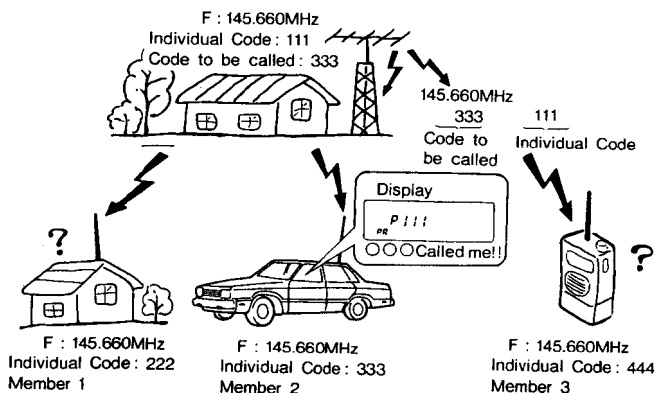 F : 145.660MHz
Individual Code : 111
Code to be called : 333
145.660MHz
333 111
Code to be called
Individual Code
Display
PR P111
○○○Called me!!
?
?
F : 145.660MHz
Individual Code : 222
Member 1
F : 145.660MHz
Individual Code : 333
Member 2
F : 145.660MHz
Individual Code : 444
Member 3